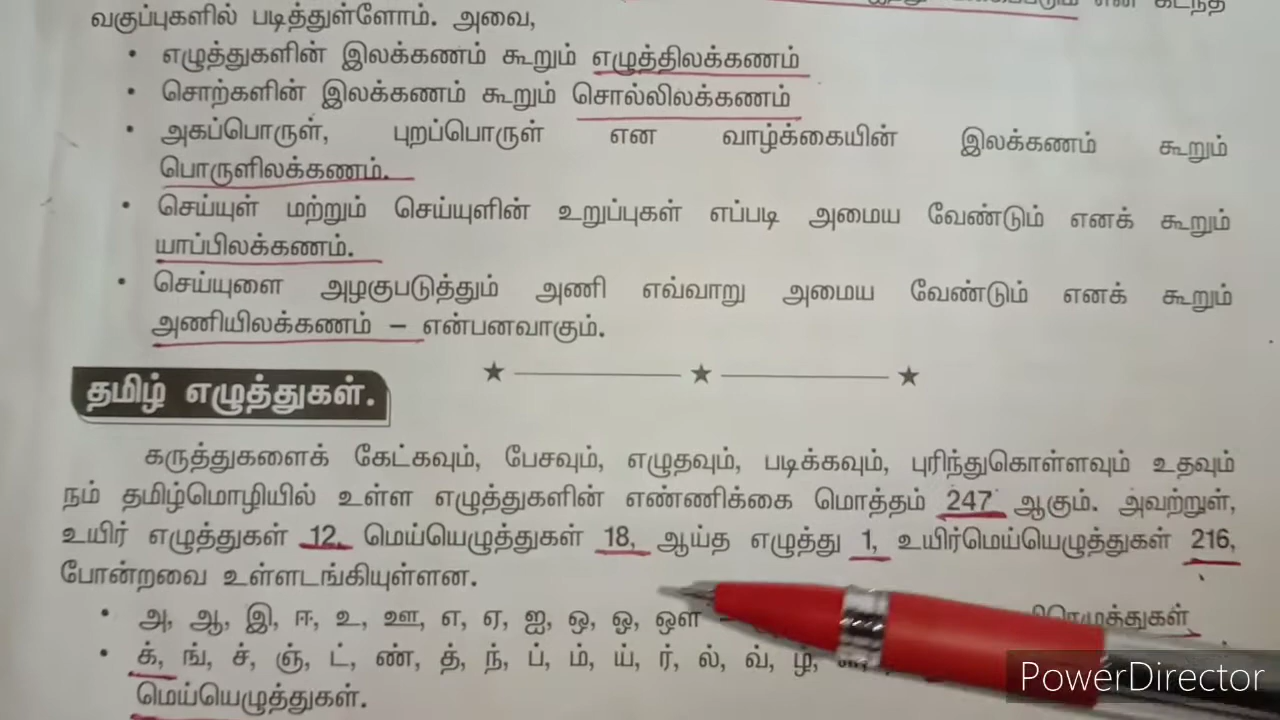 வகுப்புகளில் படித்துள்ளோம். அவை,
• எழுத்துகளின் இலக்கணம் கூறும் எழுத்திலக்கணம்
• சொற்களின் இலக்கணம் கூறும் சொல்லிலக்கணம்
• அகப்பொருள், புறப்பொருள் என வாழ்க்கையின் இலக்கணம் கூறும்
பொருளிலக்கணம்.
• செய்யுள் மற்றும் செய்யுளின் உறுப்புகள் எப்படி அமைய வேண்டும் எனக் கூறும்
யாப்பிலக்கணம்.
• செய்யுளை அழகுபடுத்தும் அணி எவ்வாறு அமைய வேண்டும் எனக் கூறும்
அணியிலக்கணம் – என்பனவாகும்.
தமிழ் எழுத்துகள்.
கருத்துகளைக் கேட்கவும், பேசவும், எழுதவும், படிக்கவும், புரிந்துகொள்ளவும் உதவும்
நம் தமிழ்மொழியில் உள்ள எழுத்துகளின் எண்ணிக்கை மொத்தம் 247 ஆகும். அவற்றுள்,
உயிர் எழுத்துகள் 12, மெய்யெழுத்துகள் 18, ஆய்த எழுத்து 1, உயிர்மெய்யெழுத்துகள் 216,
போன்றவை உள்ளடங்கியுள்ளன.
• அ, ஆ, இ, ஈ, உ, ஊ, எ, ஏ, ஐ, ஒ, ஓ, ஔ –
• க், ங், ச், ஞ், ட், ண், த், ந், ப், ம், ய், ர், ல், வ், ழ்,
மெய்யெழுத்துகள்.
PowerDirector